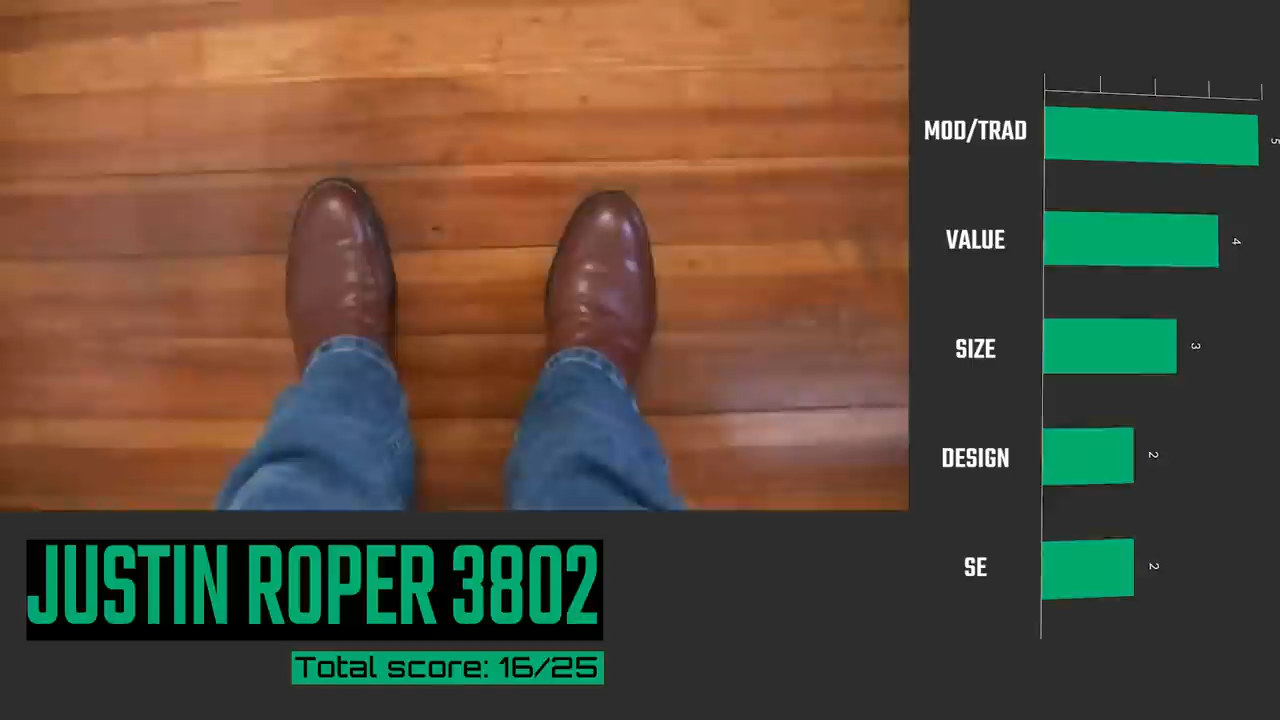 MOD/TRAD
5
VALUE
4
SIZE
3
DESIGN
2
SE
2
JUSTIN ROPER 3802
Total score: 16/25